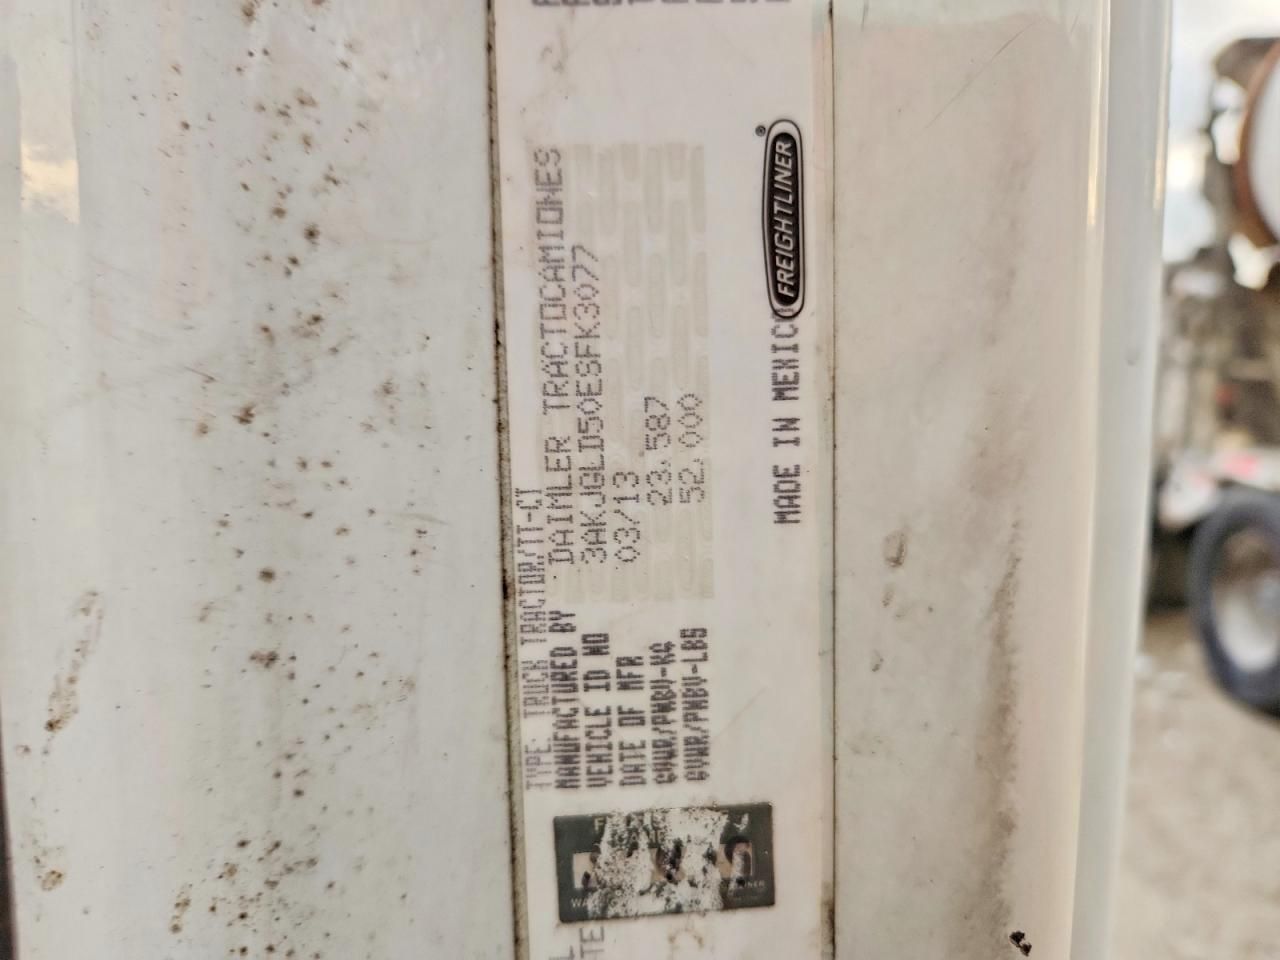 TYPE: TRUCK TRACTOR/TT-CT
MANUFACTURED BY DAIMLER TRACTOCAMIONES
VEHICLE ID NO 3AKJGLD50ESFK3077
DATE OF MFR 03/13
GVWR/PNBV-KG 23,587
GVWR/PNBV-LBS 52,000
MADE IN MEXICO
FREIGHTLINER®